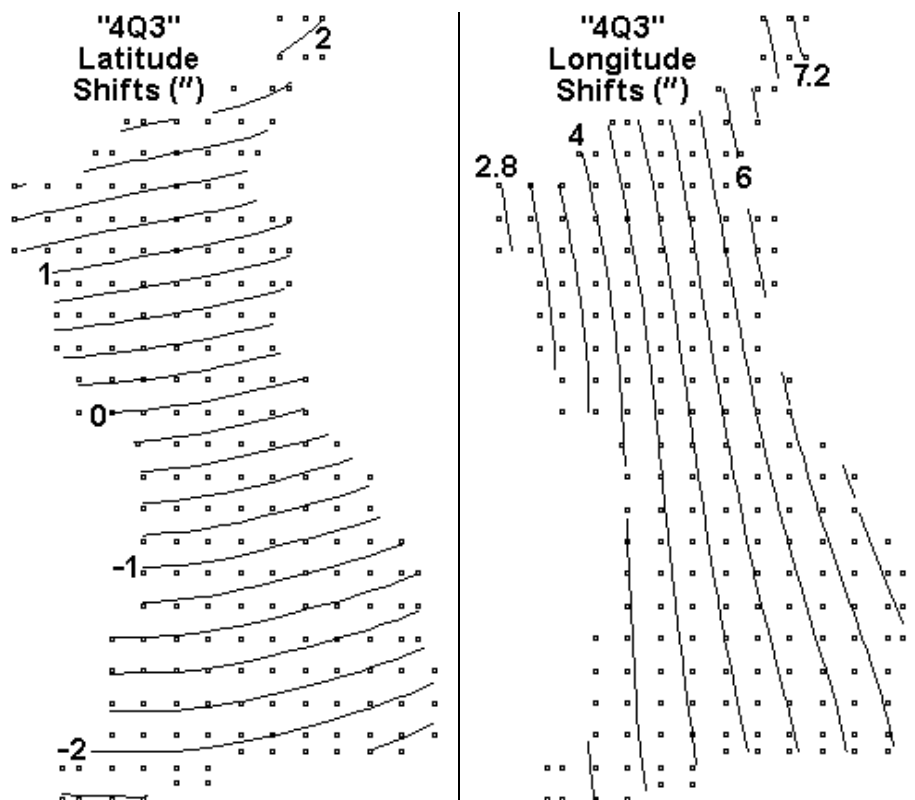 "4Q3"
Latitude
Shifts (")
2
1
0
-1
-2
"4Q3"
Longitude
Shifts (")
7.2
4
2.8
6